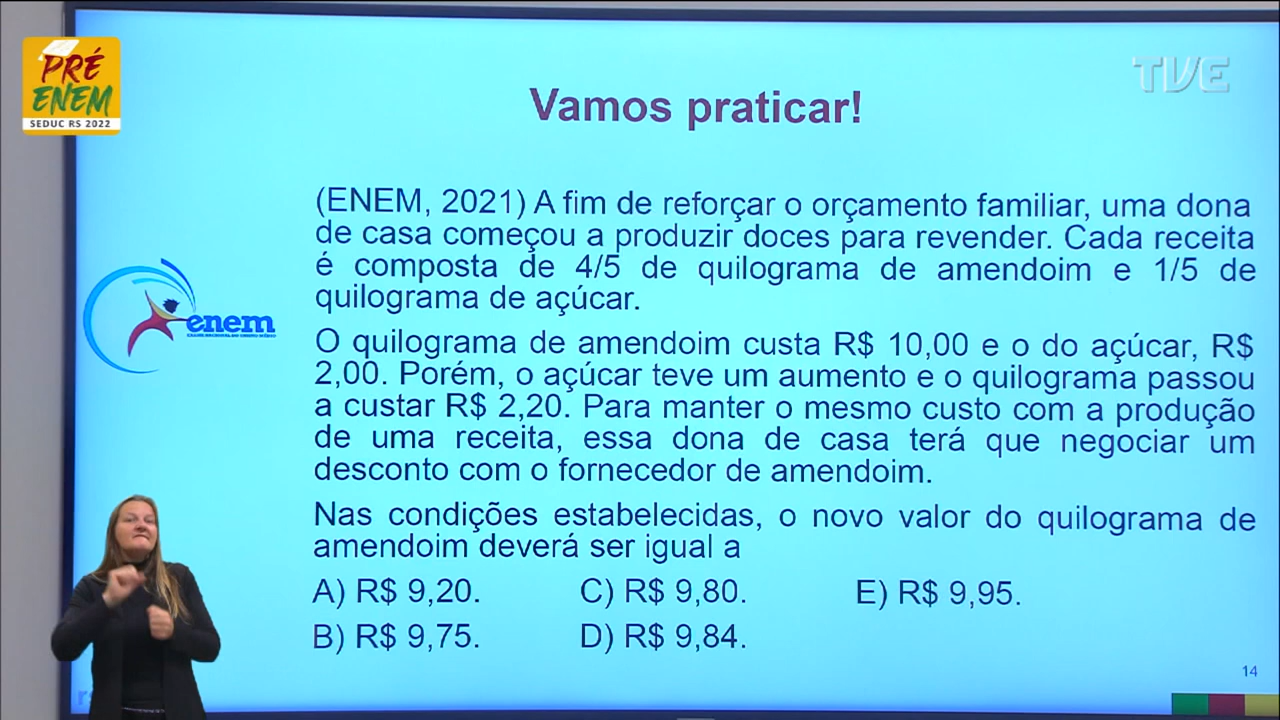 PRÉ
ENEM
SEDUC RS 2022
TVE
Vamos praticar!
(ENEM, 2021) A fim de reforçar o orçamento familiar, uma dona
de casa começou a produzir doces para revender. Cada receita
é composta de 4/5 de quilograma de amendoim e 1/5 de
quilograma de açúcar.
enem
O quilograma de amendoim custa R$ 10,00 e o do açúcar, R$
2,00. Porém, o açúcar teve um aumento e o quilograma passou
a custar R$ 2,20. Para manter o mesmo custo com a produção
de uma receita, essa dona de casa terá que negociar um
desconto com o fornecedor de amendoim.
Nas condições estabelecidas, o novo valor do quilograma de
amendoim deverá ser igual a
A) R$ 9,20. C) R$ 9,80. E) R$ 9,95.
B) R$ 9,75. D) R$ 9,84.
14